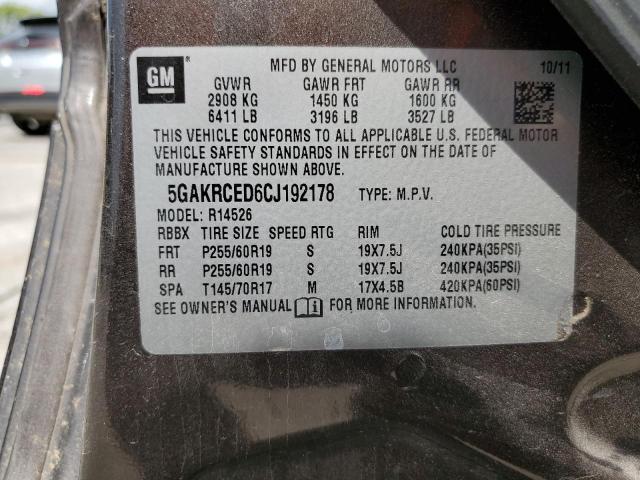 GM MFD BY GENERAL MOTORS LLC 10/11
GVWR GAWR FRT GAWR RR
2908 KG 1450 KG 1600 KG
6411 LB 3196 LB 3527 LB
THIS VEHICLE CONFORMS TO ALL APPLICABLE U.S. FEDERAL MOTOR
VEHICLE SAFETY STANDARDS IN EFFECT ON THE DATE OF
MANUFACTURE SHOWN ABOVE.
5GAKRCED6CJ192178 TYPE: M.P.V.
MODEL: R14526
RBBX TIRE SIZE SPEED RTG RIM COLD TIRE PRESSURE
FRT P255/60R19 S 19X7.5J 240KPA(35PSI)
RR P255/60R19 S 19X7.5J 240KPA(35PSI)
SPA T145/70R17 M 17X4.5B 420KPA(60PSI)
SEE OWNER'S MANUAL FOR MORE INFORMATION.